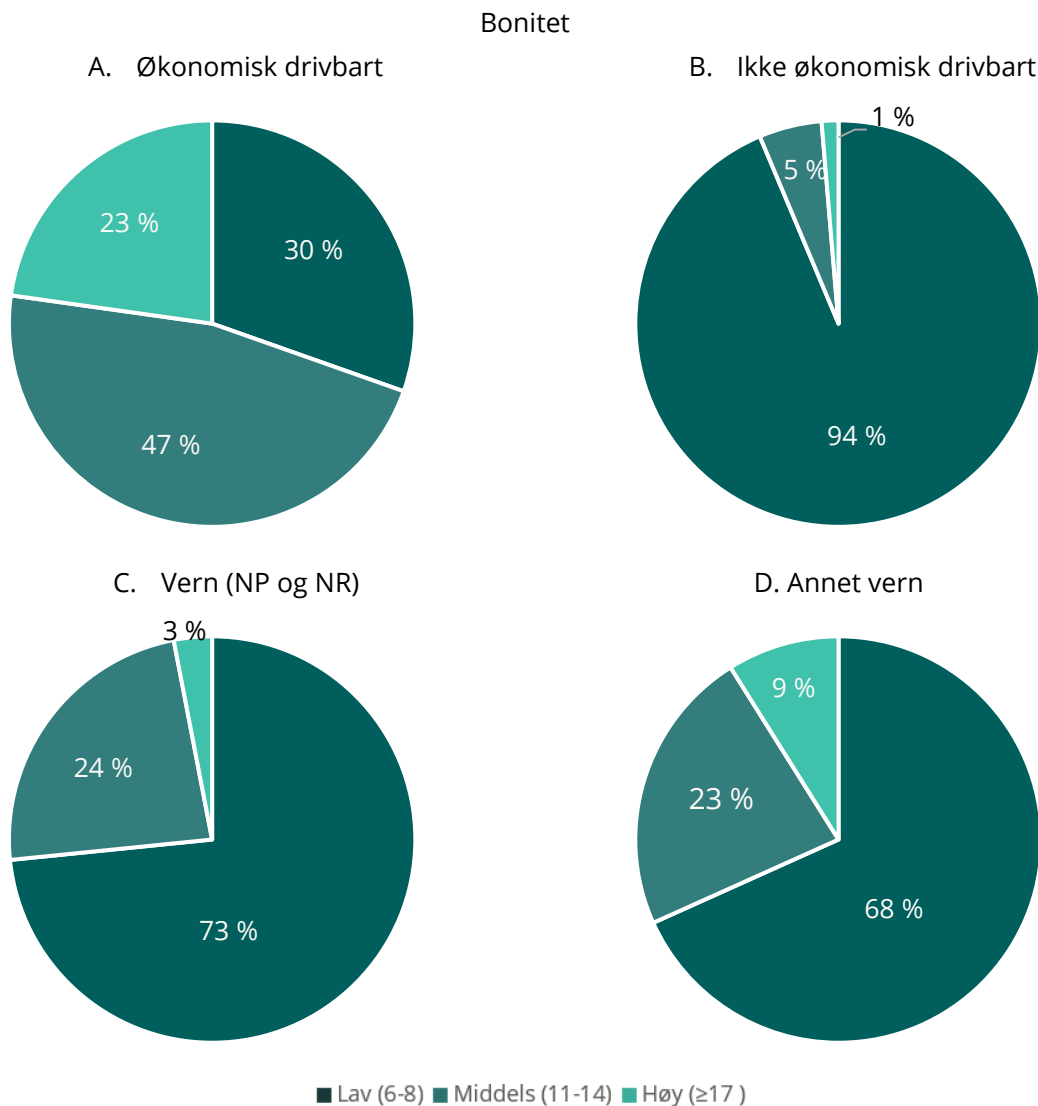 Bonitet
A. Økonomisk drivbart
B. Ikke økonomisk drivbart
23 %
30 %
47 %
1 %
5 %
94 %
C. Vern (NP og NR)
D. Annet vern
3 %
24 %
73 %
9 %
23 %
68 %
Lav (6-8) Middels (11-14) Høy (≥17 )